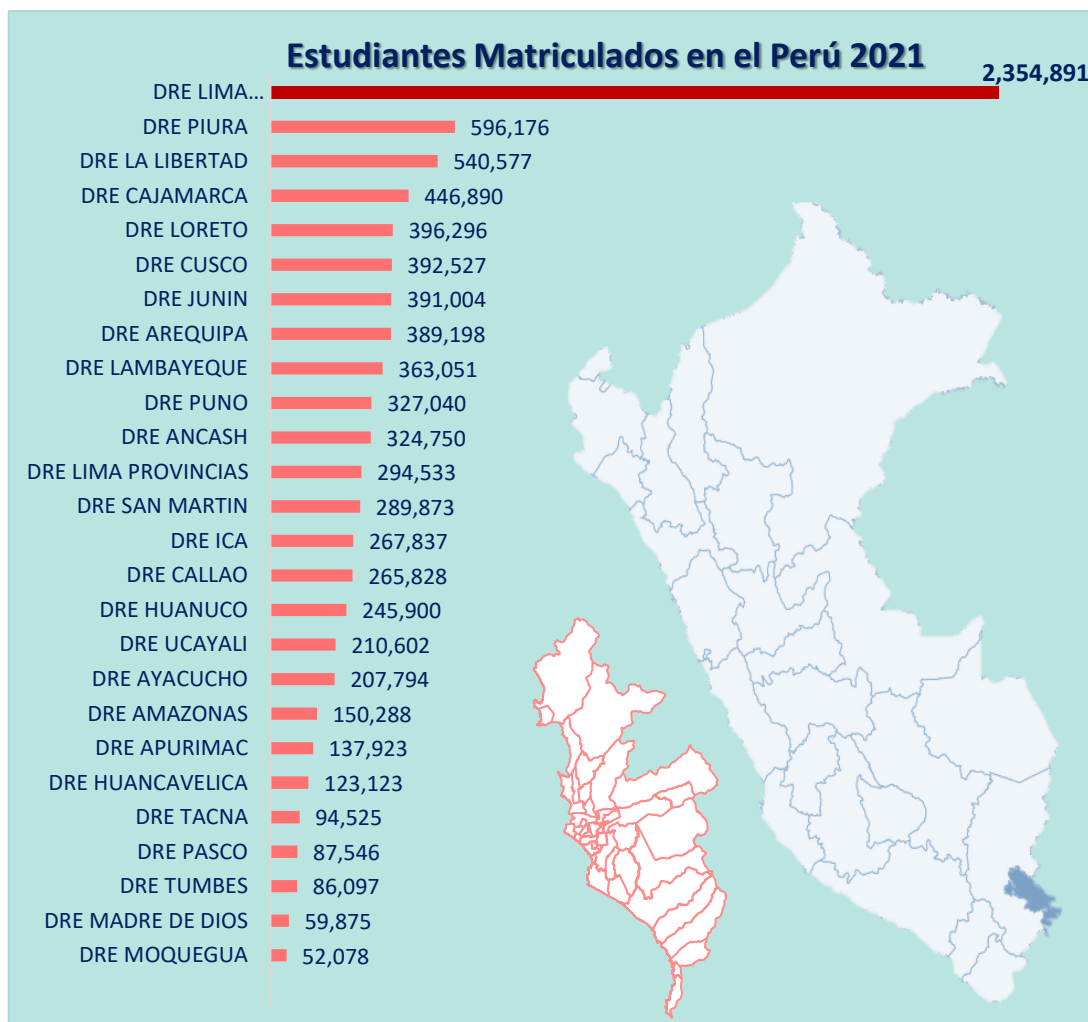 Estudiantes Matriculados en el Perú 2021
DRE LIMA... 2,354,891
DRE PIURA 596,176
DRE LA LIBERTAD 540,577
DRE CAJAMARCA 446,890
DRE LORETO 396,296
DRE CUSCO 392,527
DRE JUNIN 391,004
DRE AREQUIPA 389,198
DRE LAMBAYEQUE 363,051
DRE PUNO 327,040
DRE ANCASH 324,750
DRE LIMA PROVINCIAS 294,533
DRE SAN MARTIN 289,873
DRE ICA 267,837
DRE CALLAO 265,828
DRE HUANUCO 245,900
DRE UCAYALI 210,602
DRE AYACUCHO 207,794
DRE AMAZONAS 150,288
DRE APURIMAC 137,923
DRE HUANCAVELICA 123,123
DRE TACNA 94,525
DRE PASCO 87,546
DRE TUMBES 86,097
DRE MADRE DE DIOS 59,875
DRE MOQUEGUA 52,078